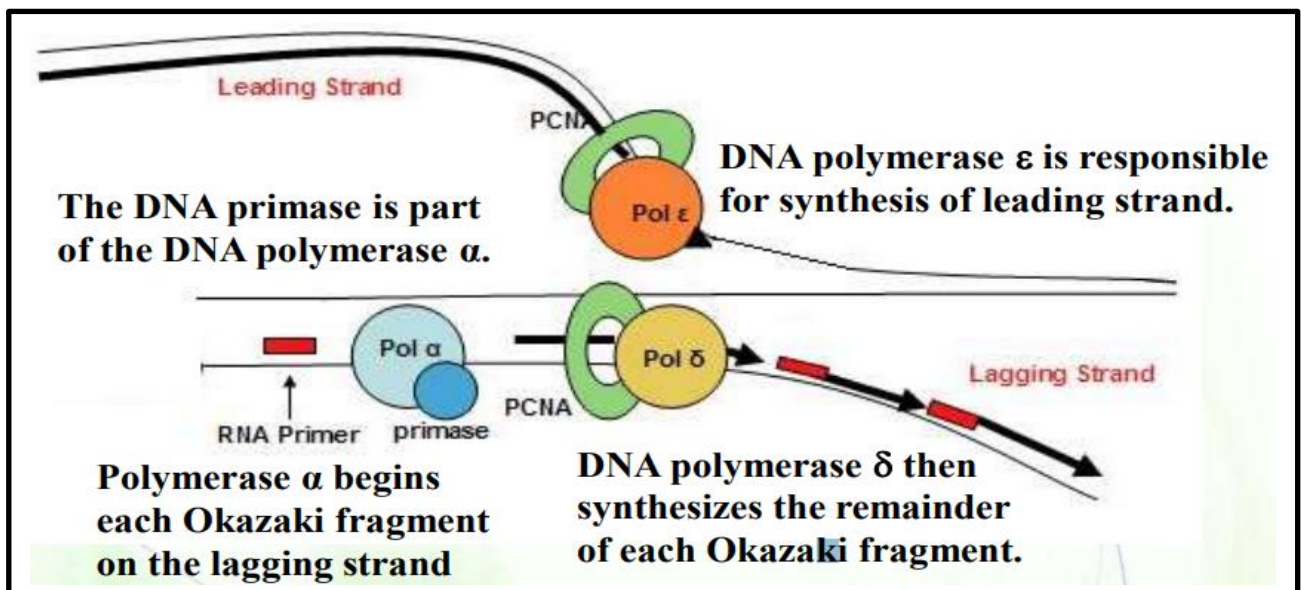 Leading Strand
PCNA
DNA polymerase ε is responsible
for synthesis of leading strand.
Pol ε
The DNA primase is part
of the DNA polymerase α.
Pol α
Pol δ
Lagging Strand
PCNA
RNA Primer
primase
Polymerase α begins
each Okazaki fragment
on the lagging strand
DNA polymerase δ then
synthesizes the remainder
of each Okazaki fragment.